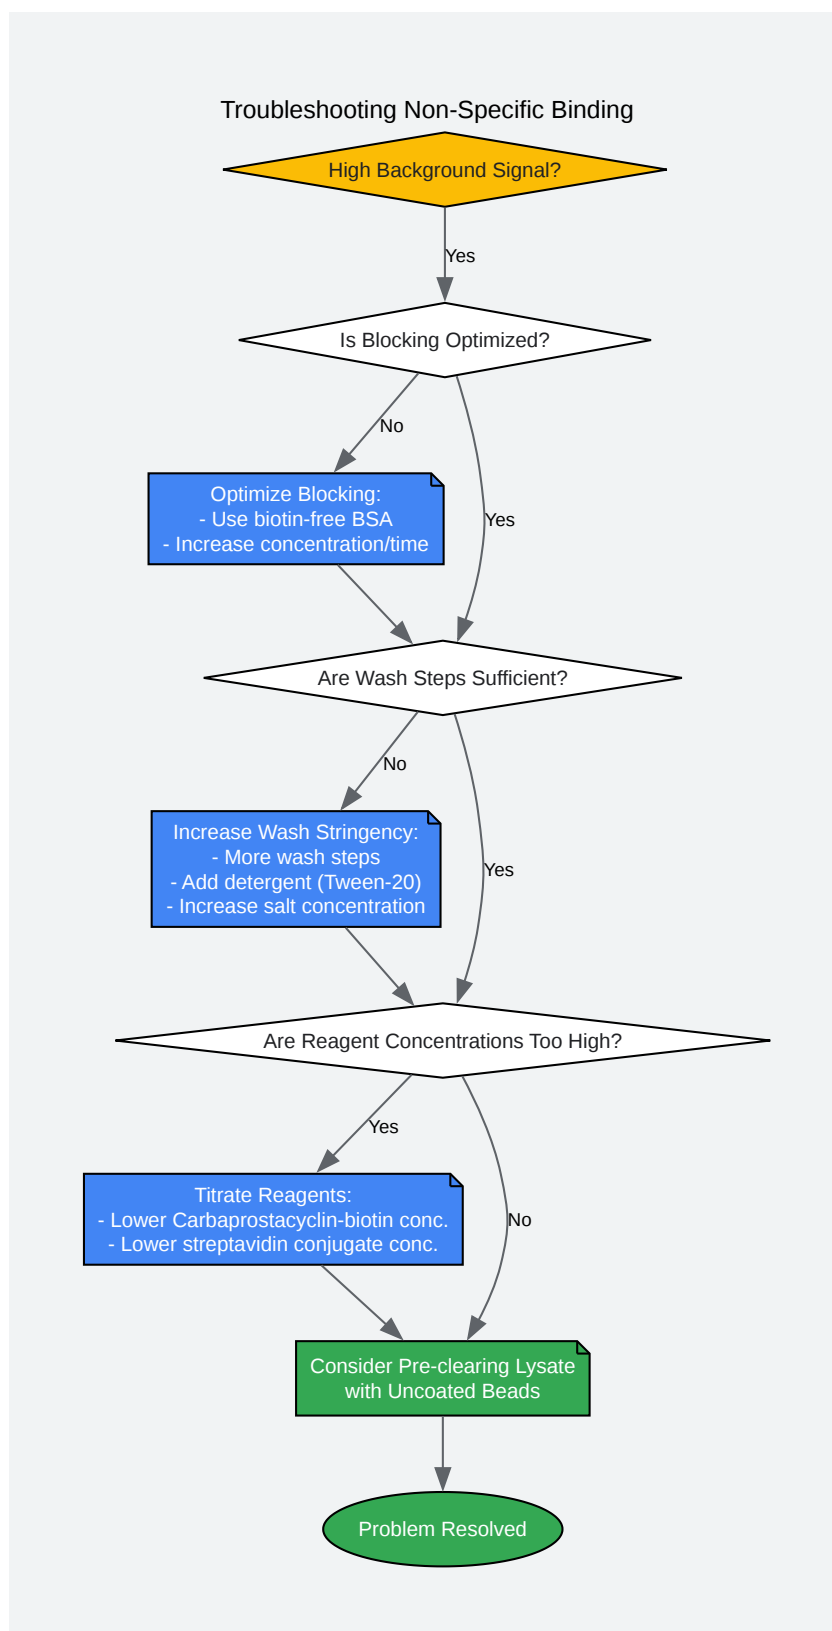 Troubleshooting Non-Specific Binding
High Background Signal?
Yes
Is Blocking Optimized?
No
Optimize Blocking:
- Use biotin-free BSA
- Increase concentration/time
Yes
Are Wash Steps Sufficient?
No
Increase Wash Stringency:
- More wash steps
- Add detergent (Tween-20)
- Increase salt concentration
Yes
Are Reagent Concentrations Too High?
Yes
Titrate Reagents:
- Lower Carbaprostacyclin-biotin conc.
- Lower streptavidin conjugate conc.
No
Consider Pre-clearing Lysate
with Uncoated Beads
Problem Resolved